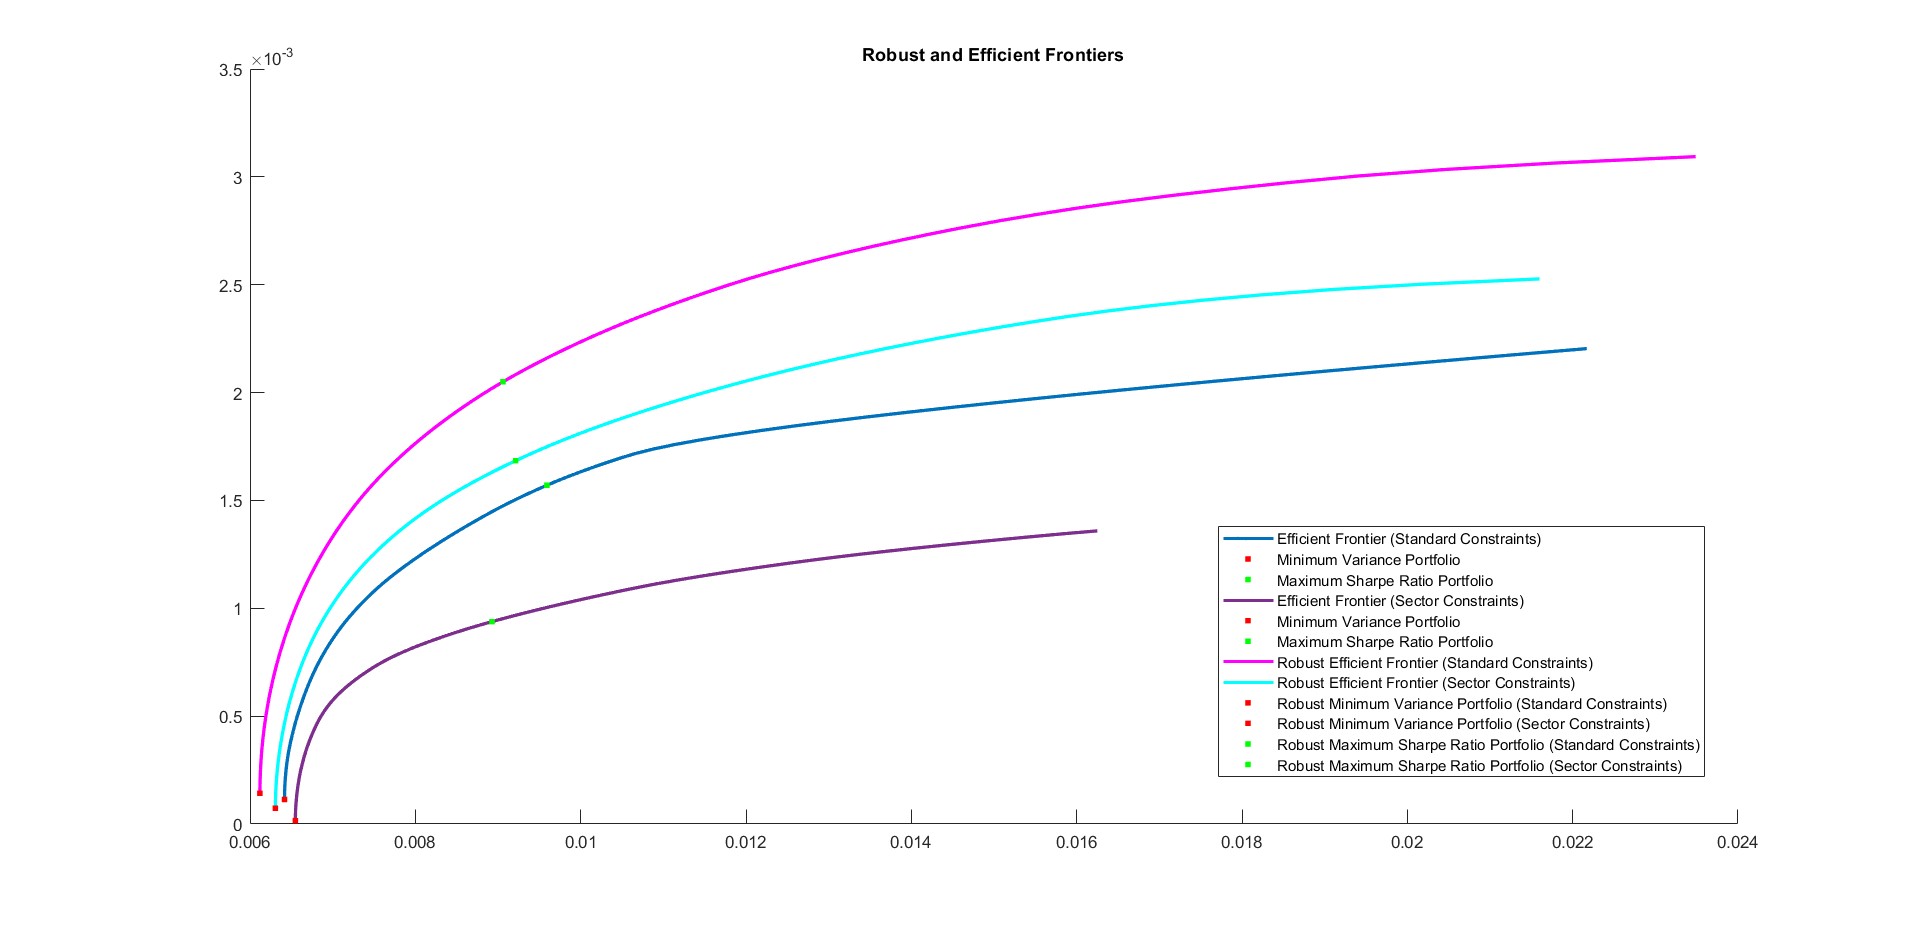 Robust and Efficient Frontiers
×10-3
3.5
3
2.5
2
1.5
1
0.5
0
0.006 0.008 0.01 0.012 0.014 0.016 0.018 0.02 0.022 0.024
Efficient Frontier (Standard Constraints)
Minimum Variance Portfolio
Maximum Sharpe Ratio Portfolio
Efficient Frontier (Sector Constraints)
Minimum Variance Portfolio
Maximum Sharpe Ratio Portfolio
Robust Efficient Frontier (Standard Constraints)
Robust Efficient Frontier (Sector Constraints)
Robust Minimum Variance Portfolio (Standard Constraints)
Robust Minimum Variance Portfolio (Sector Constraints)
Robust Maximum Sharpe Ratio Portfolio (Standard Constraints)
Robust Maximum Sharpe Ratio Portfolio (Sector Constraints)